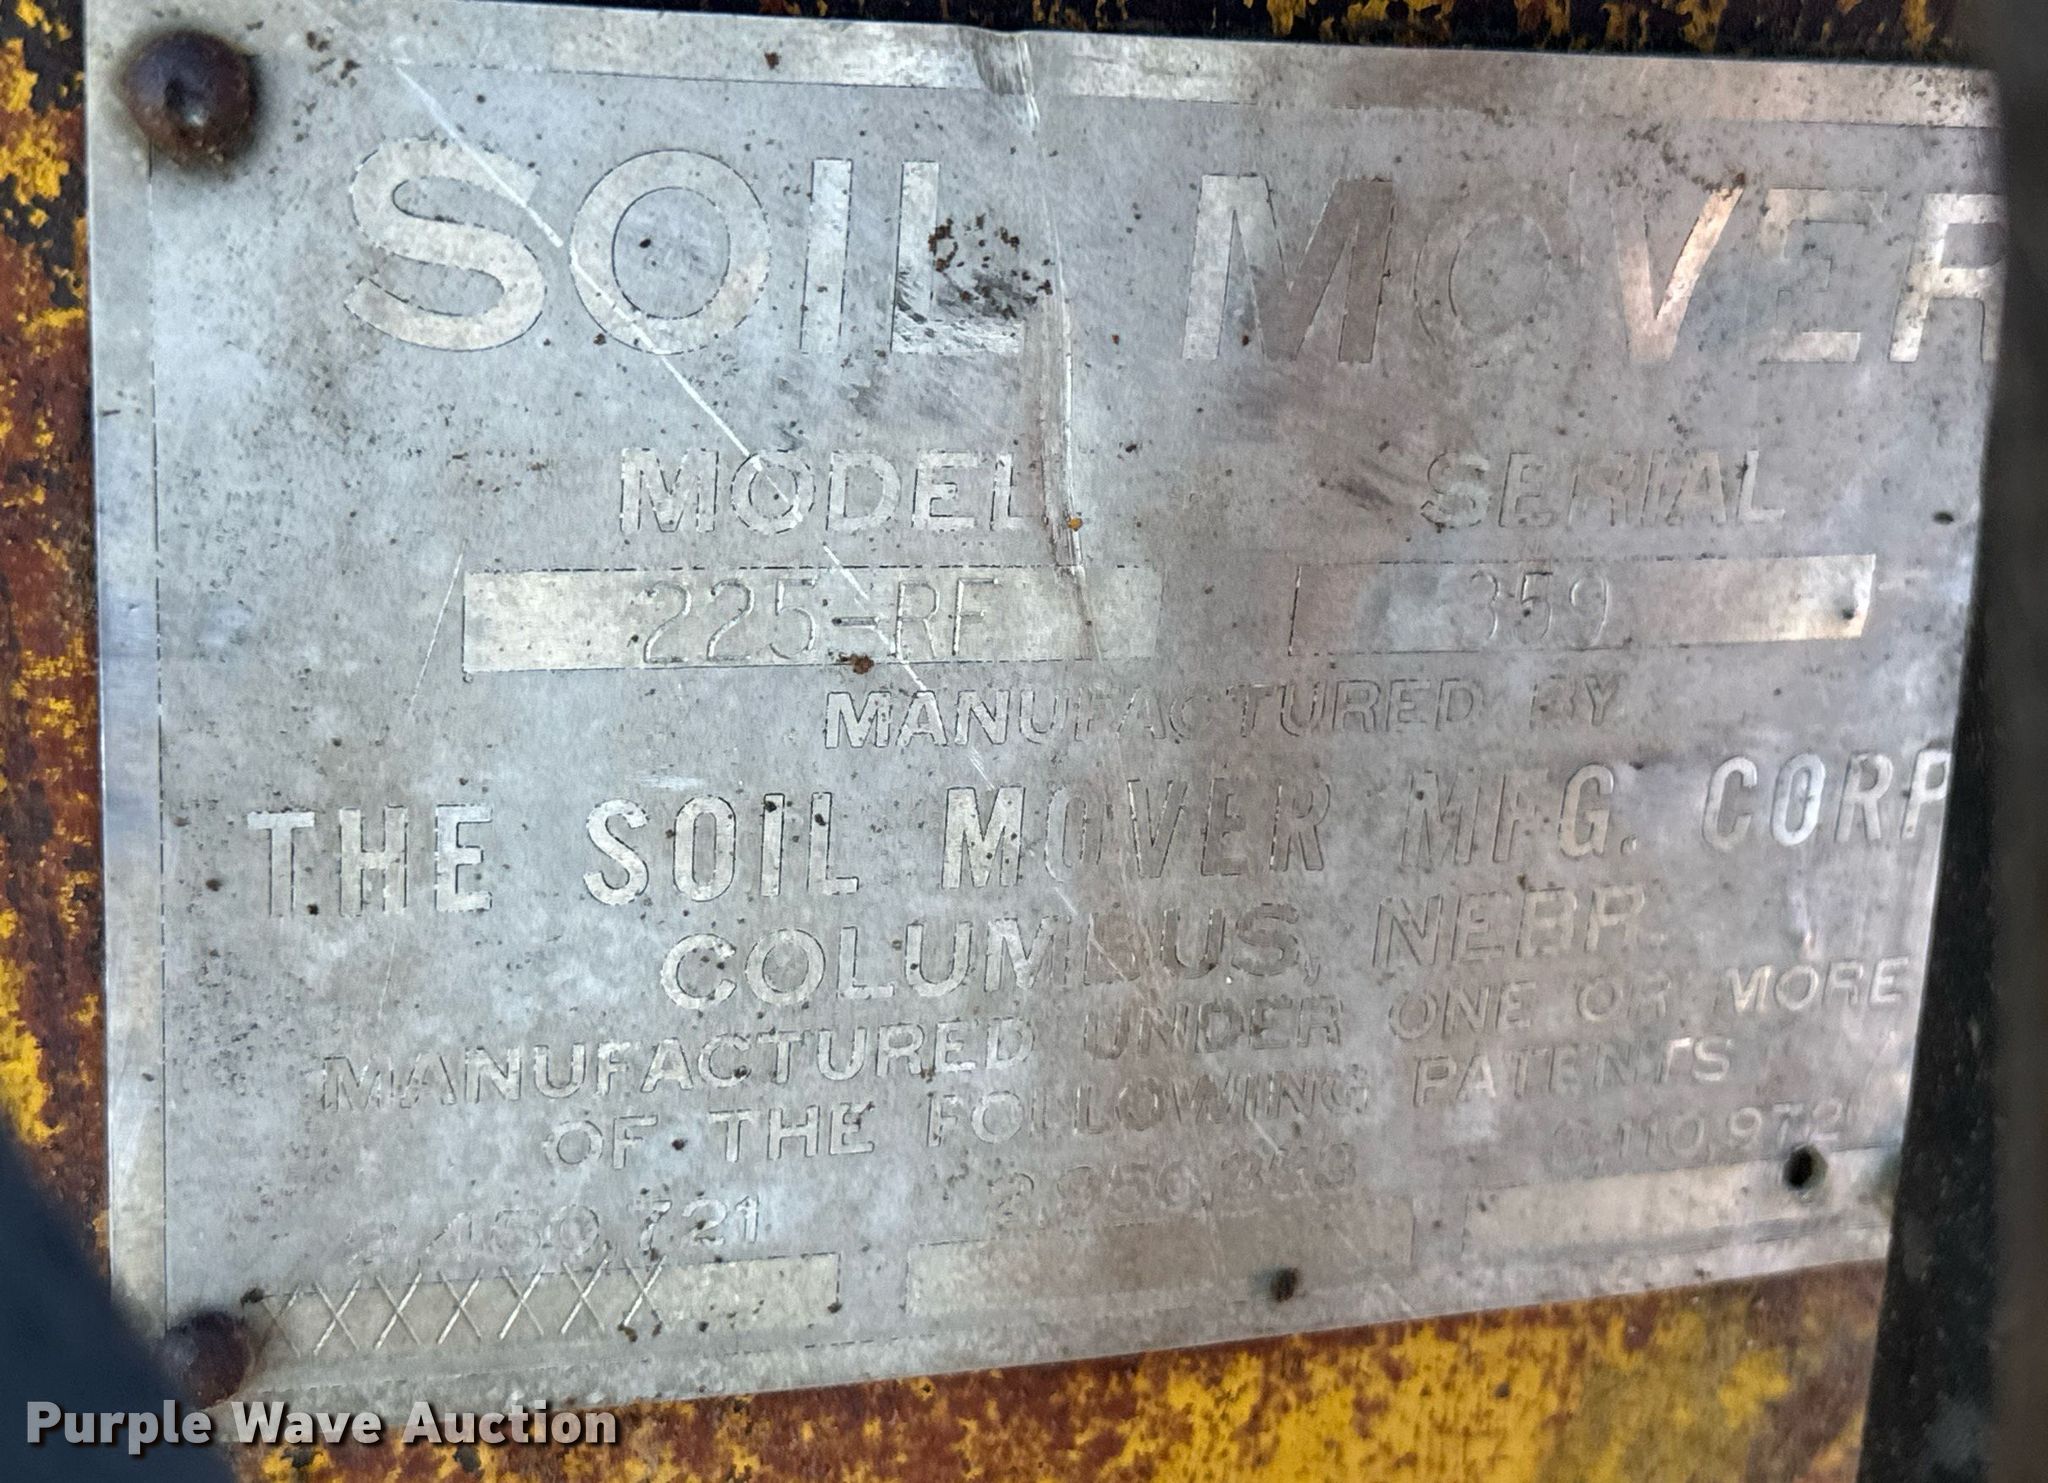 SOIL MOVER
MODEL SERIAL
225-RF 359
MANUFACTURED BY
THE SOIL MOVER MFG. CORP
COLUMBUS, NEBR.
MANUFACTURED UNDER ONE OR MORE
OF THE FOLLOWING PATENTS
XXXXXXX
Purple Wave Auction